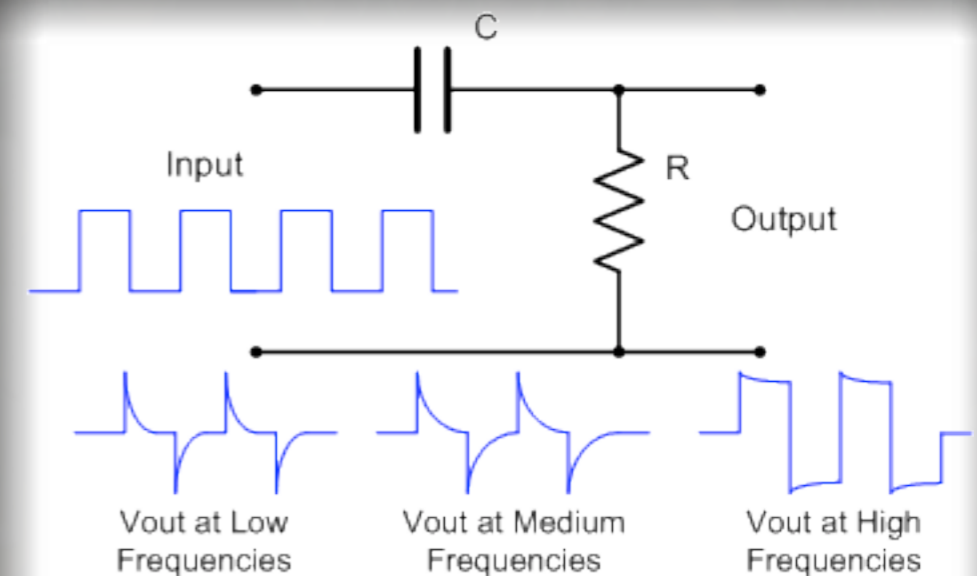 C
Input
R
Output
Vout at Low
Frequencies
Vout at Medium
Frequencies
Vout at High
Frequencies